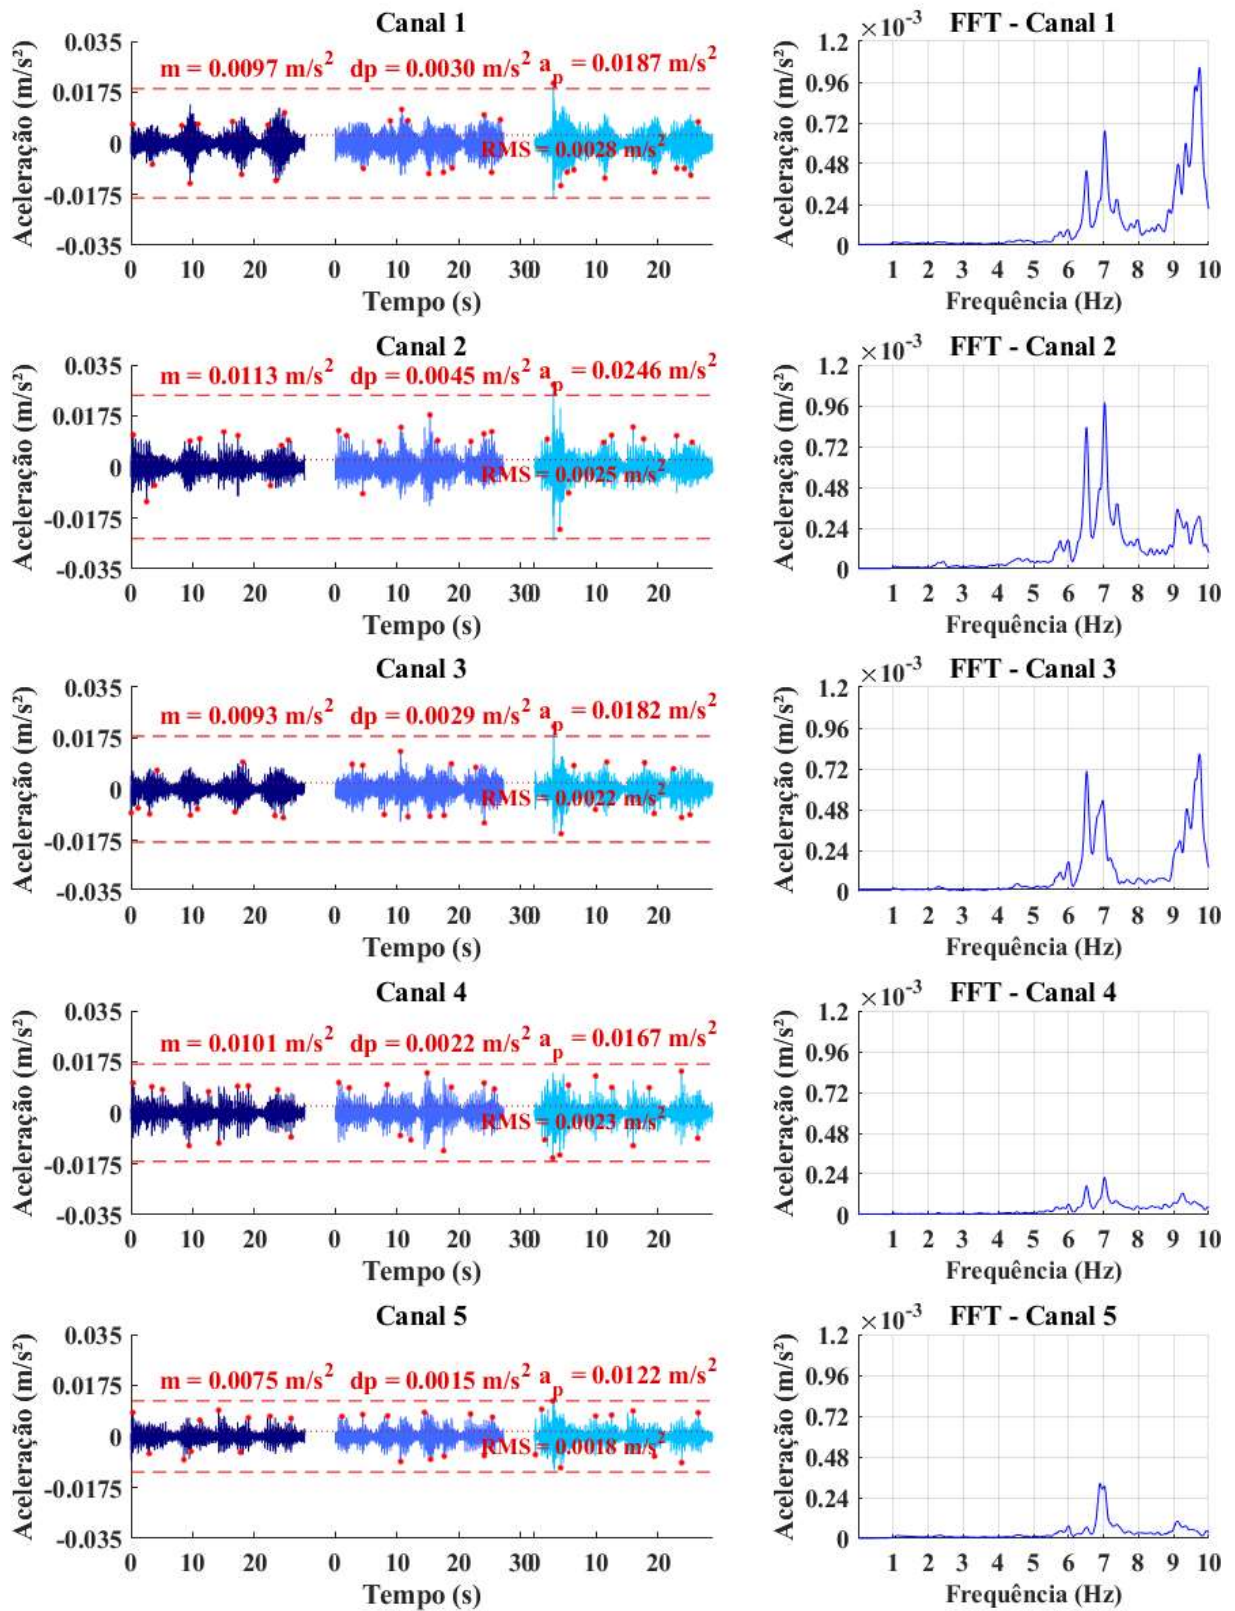 Canal 1
0.035
0.0175
0
-0.0175
-0.035
Aceleração (m/s²)
m = 0.0097 m/s² dp = 0.0030 m/s² a_p = 0.0187 m/s²
RMS = 0.0028 m/s²
0 10 20 0 10 20 300 10 20
Tempo (s)
×10⁻³ FFT - Canal 1
1.2
0.96
0.72
0.48
0.24
0
Aceleração (m/s²)
1 2 3 4 5 6 7 8 9 10
Frequência (Hz)
Canal 2
0.035
0.0175
0
-0.0175
-0.035
Aceleração (m/s²)
m = 0.0113 m/s² dp = 0.0045 m/s² a_p = 0.0246 m/s²
RMS = 0.0025 m/s²
0 10 20 0 10 20 300 10 20
Tempo (s)
×10⁻³ FFT - Canal 2
1.2
0.96
0.72
0.48
0.24
0
Aceleração (m/s²)
1 2 3 4 5 6 7 8 9 10
Frequência (Hz)
Canal 3
0.035
0.0175
0
-0.0175
-0.035
Aceleração (m/s²)
m = 0.0093 m/s² dp = 0.0029 m/s² a_p = 0.0182 m/s²
RMS = 0.0022 m/s²
0 10 20 0 10 20 300 10 20
Tempo (s)
×10⁻³ FFT - Canal 3
1.2
0.96
0.72
0.48
0.24
0
Aceleração (m/s²)
1 2 3 4 5 6 7 8 9 10
Frequência (Hz)
Canal 4
0.035
0.0175
0
-0.0175
-0.035
Aceleração (m/s²)
m = 0.0101 m/s² dp = 0.0022 m/s² a_p = 0.0167 m/s²
RMS = 0.0023 m/s²
0 10 20 0 10 20 300 10 20
Tempo (s)
×10⁻³ FFT - Canal 4
1.2
0.96
0.72
0.48
0.24
0
Aceleração (m/s²)
1 2 3 4 5 6 7 8 9 10
Frequência (Hz)
Canal 5
0.035
0.0175
0
-0.0175
-0.035
Aceleração (m/s²)
m = 0.0075 m/s² dp = 0.0015 m/s² a_p = 0.0122 m/s²
RMS = 0.0018 m/s²
0 10 20 0 10 20 300 10 20
Tempo (s)
×10⁻³ FFT - Canal 5
1.2
0.96
0.72
0.48
0.24
0
Aceleração (m/s²)
1 2 3 4 5 6 7 8 9 10
Frequência (Hz)